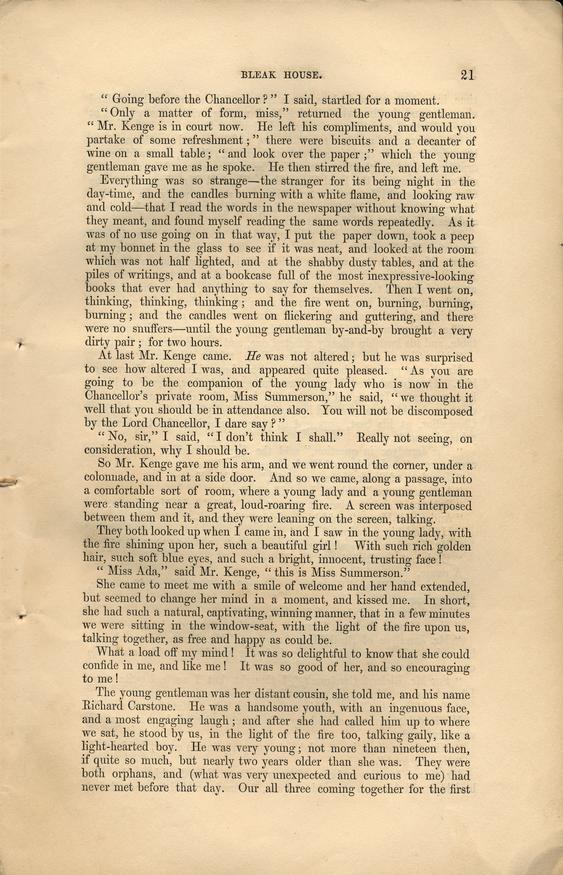 BLEAK HOUSE. 21
“ Going before the Chancellor ? ” I said, startled for a moment.
“ Only a matter of form, miss,” returned the young gentleman.
“ Mr. Kenge is in court now. He left his compliments, and would you
partake of some refreshment ; ” there were biscuits and a decanter of
wine on a small table ; “ and look over the paper ;” which the young
gentleman gave me as he spoke. He then stirred the fire, and left me.
Everything was so strange—the stranger for its being night in the
day-time, and the candles burning with a white flame, and looking raw
and cold—that I read the words in the newspaper without knowing what
they meant, and found myself reading the same words repeatedly. As it
was of no use going on in that way, I put the paper down, took a peep
at my bonnet in the glass to see if it was neat, and looked at the room
which was not half lighted, and at the shabby dusty tables, and at the
piles of writings, and at a bookcase full of the most inexpressive-looking
books that ever had anything to say for themselves. Then I went on,
thinking, thinking, thinking ; and the fire went on, burning, burning,
burning ; and the candles went on flickering and guttering, and there
were no snuffers—until the young gentleman by-and-by brought a very
dirty pair ; for two hours.
At last Mr. Kenge came. He was not altered ; but he was surprised
to see how altered I was, and appeared quite pleased. “ As you are
going to be the companion of the young lady who is now in the
Chancellor’s private room, Miss Summerson,” he said, “ we thought it
well that you should be in attendance also. You will not be discomposed
by the Lord Chancellor, I dare say ? ”
“ No, sir,” I said, “ I don’t think I shall.” Really not seeing, on
consideration, why I should be.
So Mr. Kenge gave me his arm, and we went round the corner, under a
colonnade, and in at a side door. And so we came, along a passage, into
a comfortable sort of room, where a young lady and a young gentleman
were standing near a great, loud-roaring fire. A screen was interposed
between them and it, and they were leaning on the screen, talking.
They both looked up when I came in, and I saw in the young lady, with
the fire shining upon her, such a beautiful girl ! With such rich golden
hair, such soft blue eyes, and such a bright, innocent, trusting face !
“ Miss Ada,” said Mr. Kenge, “ this is Miss Summerson.”
She came to meet me with a smile of welcome and her hand extended,
but seemed to change her mind in a moment, and kissed me. In short,
she had such a natural, captivating, winning manner, that in a few minutes
we were sitting in the window-seat, with the light of the fire upon us,
talking together, as free and happy as could be.
What a load off my mind ! It was so delightful to know that she could
confide in me, and like me ! It was so good of her, and so encouraging
to me !
The young gentleman was her distant cousin, she told me, and his name
Richard Carstone. He was a handsome youth, with an ingenuous face,
and a most engaging laugh ; and after she had called him up to where
we sat, he stood by us, in the light of the fire too, talking gaily, like a
light-hearted boy. He was very young ; not more than nineteen then,
if quite so much, but nearly two years older than she was. They were
both orphans, and (what was very unexpected and curious to me) had
never met before that day. Our all three coming together for the first